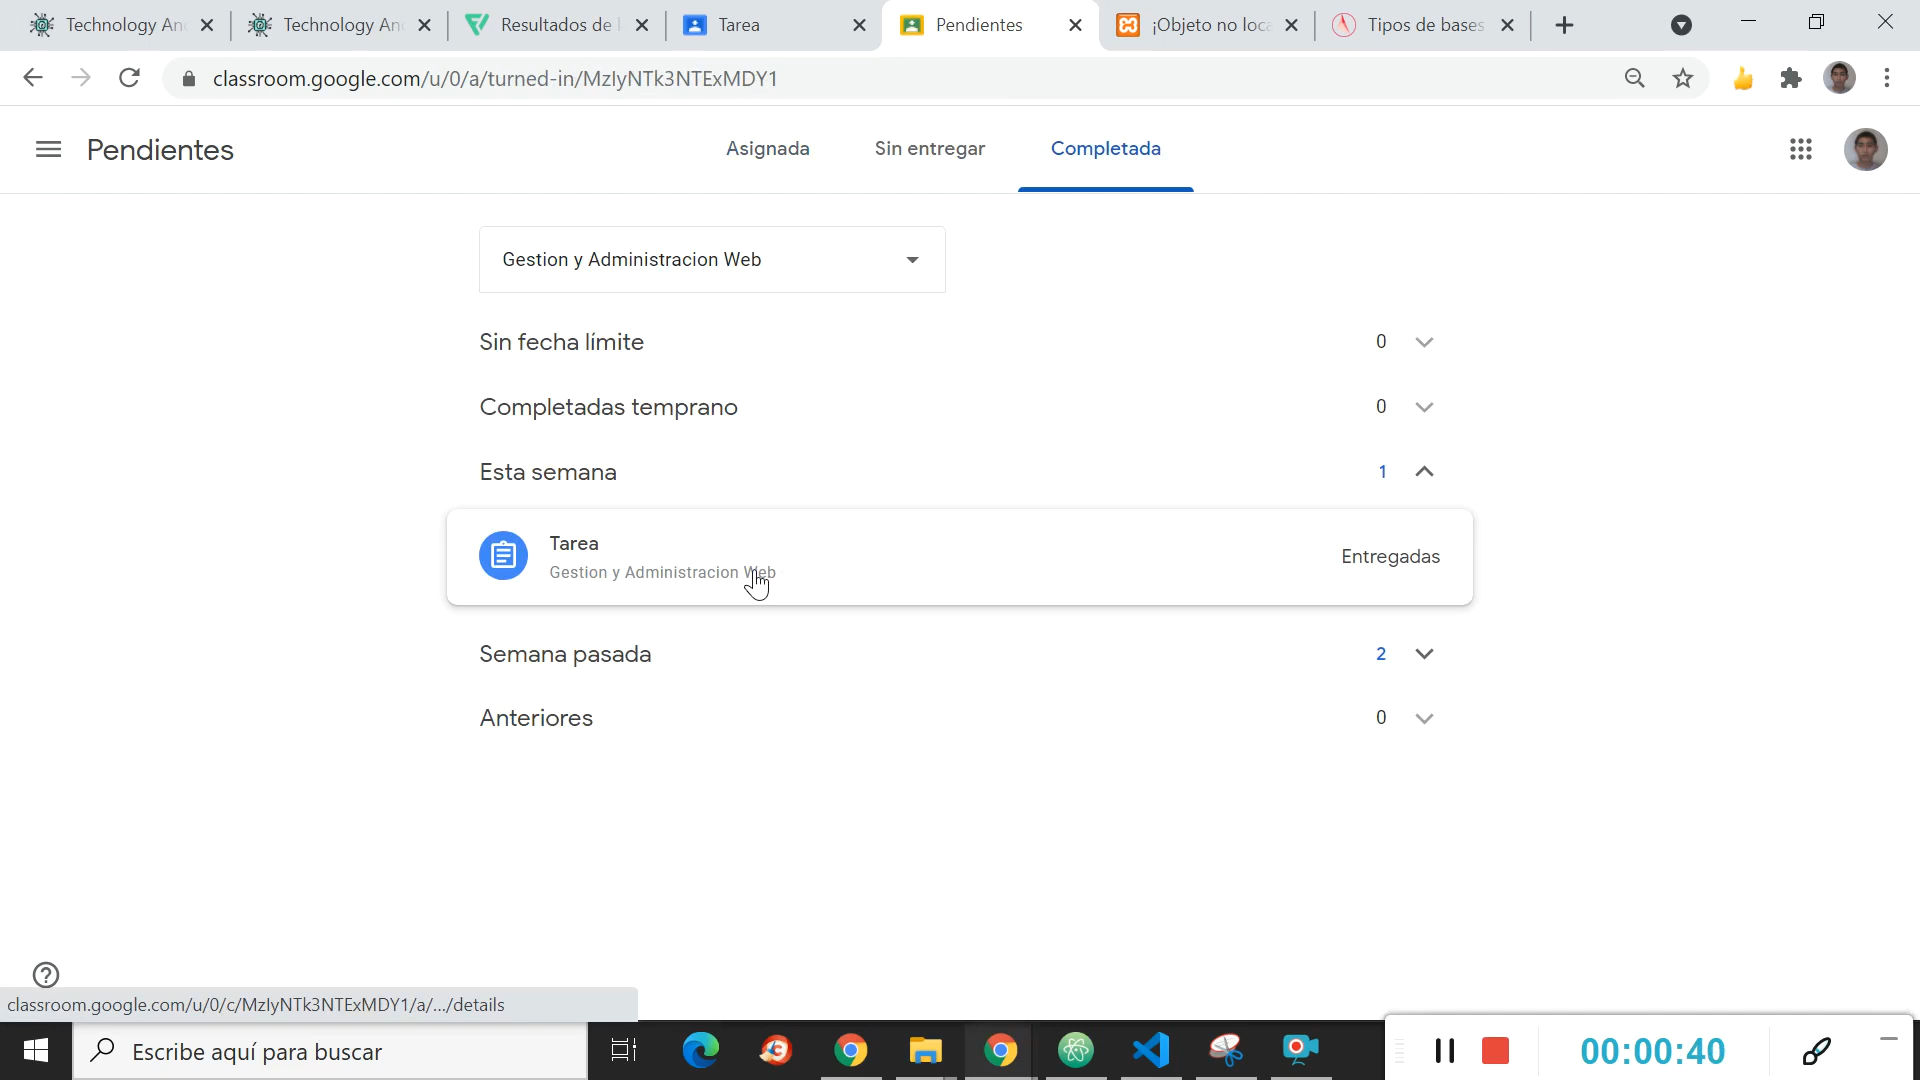 Technology An
Technology An
Resultados de l
Tarea
Pendientes
¡Objeto no loca
Tipos de bases
classroom.google.com/u/0/a/turned-in/MzIyNTk3NTExMDY1
Pendientes
Asignada
Sin entregar
Completada
Gestion y Administracion Web
Sin fecha límite
0
Completadas temprano
0
Esta semana
1
Tarea
Gestion y Administracion Web
Entregadas
Semana pasada
2
Anteriores
0
classroom.google.com/u/0/c/MzIyNTk3NTExMDY1/a/.../details
Escribe aquí para buscar
00:00:40